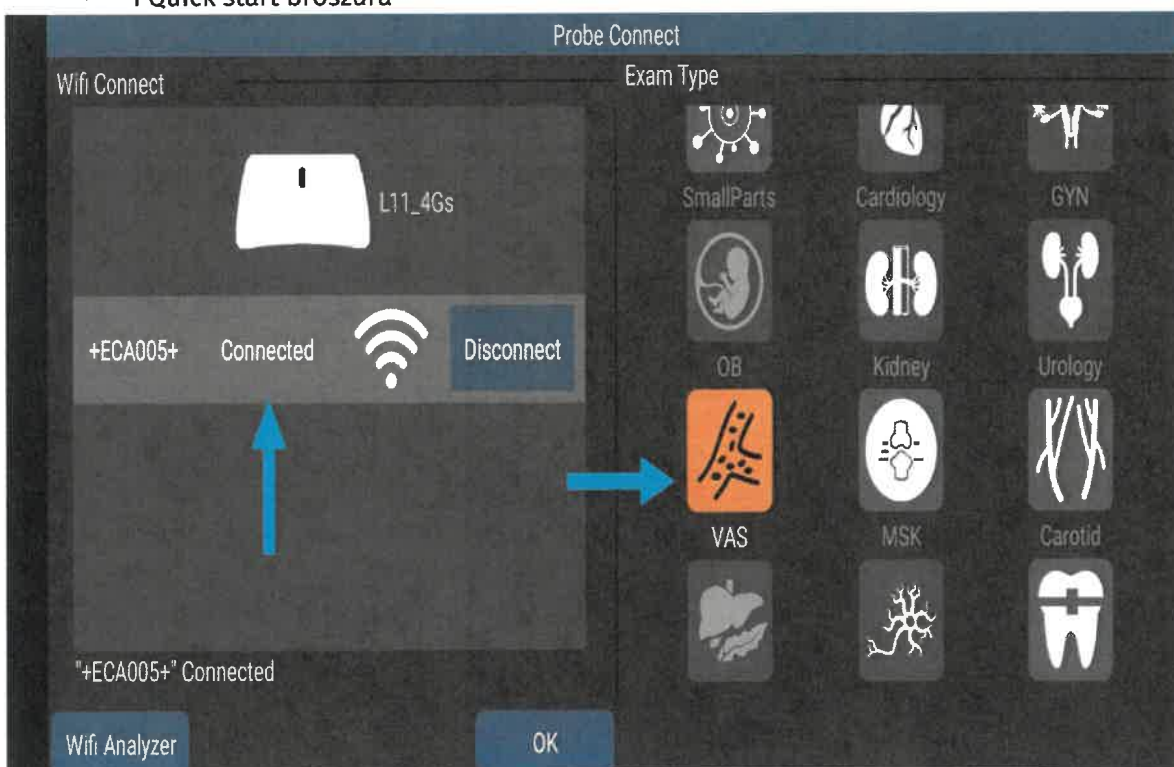 Quick start broszura
Probe Connect
Wifi Connect
L11_4Gs
+ECA005+ Connected Disconnect
"+ECA005+" Connected
Wifi Analyzer
OK
Exam Type
SmallParts Cardiology GYN
OB Kidney Urology
VAS MSK Carotid